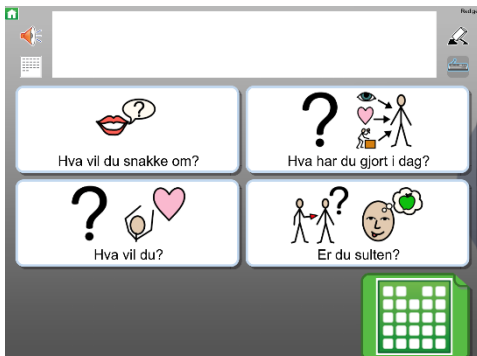 Hva vil du snakke om?
Hva har du gjort i dag?
Hva vil du?
Er du sulten?